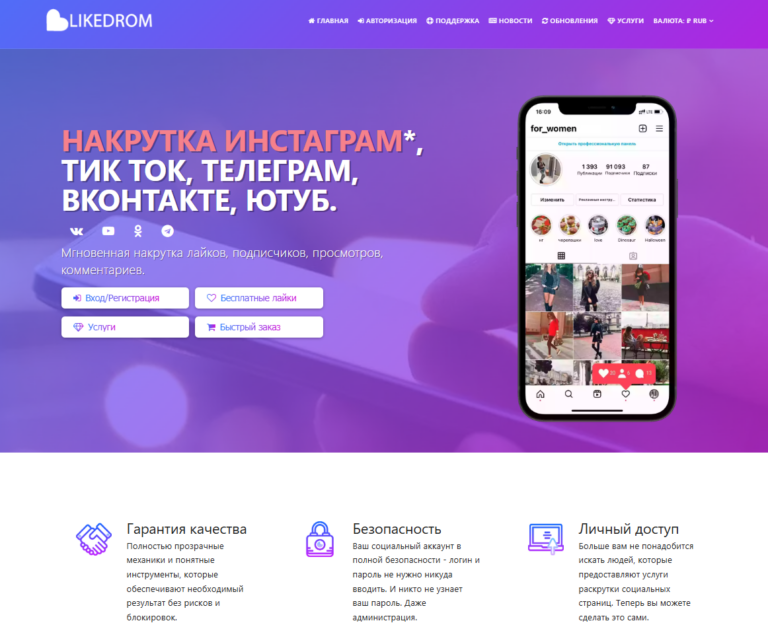 LIKEDROM
ГЛАВНАЯ АВТОРИЗАЦИЯ ПОДДЕРЖКА НОВОСТИ ОБНОВЛЕНИЯ УСЛУГИ ВАЛЮТА: ₽ RUB
НАКРУТКА ИНСТАГРАМ*,
ТИК ТОК, ТЕЛЕГРАМ,
ВКОНТАКТЕ, ЮТУБ.
Мгновенная накрутка лайков, подписчиков, просмотров,
комментариев.
Вход/Регистрация Бесплатные лайки
Услуги Быстрый заказ
16:09
for_women
Открыть профессиональную панель
1 393 91 093 87
Публикации Подписчики Подписки
Изменить Статистика
черепашки love Dinosaur Halloween
Гарантия качества
Полностью прозрачные
механики и понятные
инструменты, которые
обеспечивают необходимый
результат без рисков и
блокировок.
Безопасность
Ваш социальный аккаунт в
полной безопасности - логин и
пароль не нужно никуда
вводить. И никто не узнает
ваш пароль. Даже
администрация.
Личный доступ
Больше вам не понадобится
искать людей, которые
предоставляют услуги
раскрутки социальных
страниц. Теперь вы можете
сделать это сами.